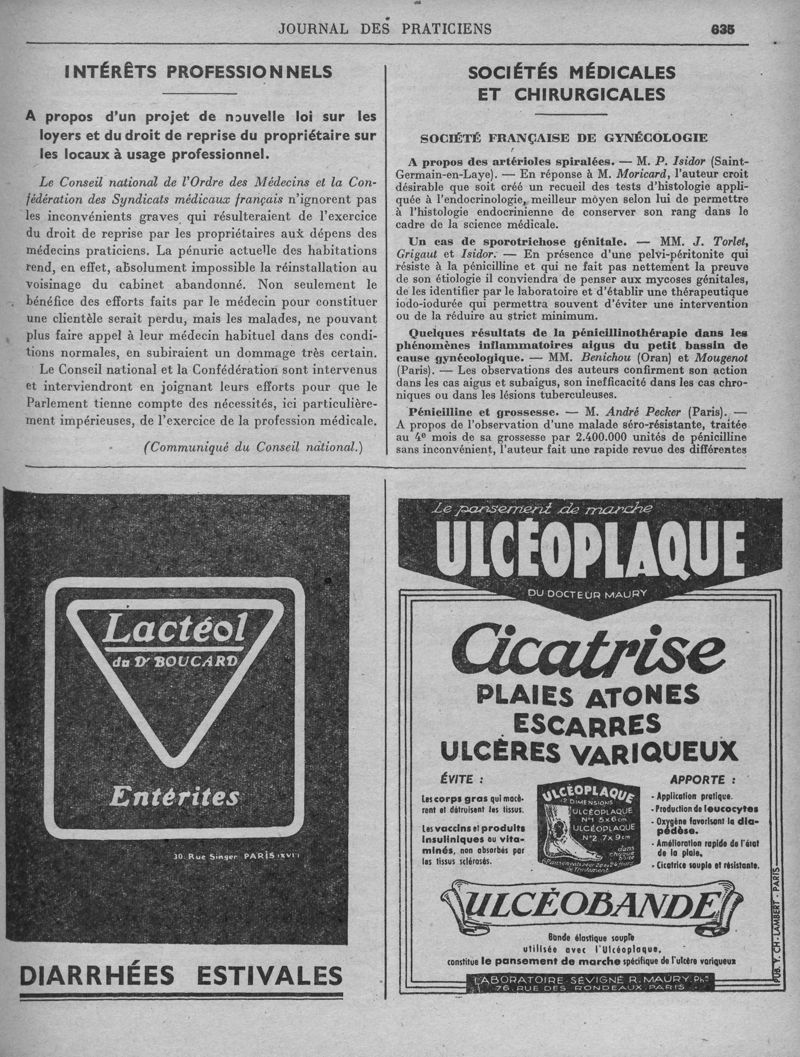 JOURNAL DES PRATICIENS
635
INTÉRÊTS PROFESSIONNELS
A propos d'un projet de nouvelle loi sur les
loyers et du droit de reprise du propriétaire sur
les locaux à usage professionnel.
Le Conseil national de l'Ordre des Médecins et la Con-
fédération des Syndicats médicaux français n'ignorent pas
les inconvénients graves qui résulteraient de l'exercice
du droit de reprise par les propriétaires aux dépens des
médecins praticiens. La pénurie actuelle des habitations
rend, en effet, absolument impossible la réinstallation au
voisinage du cabinet abandonné. Non seulement le
bénéfice des efforts faits par le médecin pour constituer
une clientèle serait perdu, mais les malades, ne pouvant
plus faire appel à leur médecin habituel dans des condi-
tions normales, en subiraient un dommage très certain.
Le Conseil national et la Confédération sont intervenus
et interviendront en joignant leurs efforts pour que le
Parlement tienne compte des nécessités, ici particulière-
ment impérieuses, de l'exercice de la profession médicale.
(Communiqué du Conseil national.)
SOCIÉTÉS MÉDICALES
ET CHIRURGICALES
SOCIÉTÉ FRANÇAISE DE GYNÉCOLOGIE
A propos des artérioles spiralées. — M. P. Isidor (Saint-
Germain-en-Laye). — En réponse à M. Moricard, l'auteur croit
désirable que soit créé un recueil des tests d'histologie appli-
quée à l'endocrinologie, meilleur moyen selon lui de permettre
à l'histologie endocrinienne de conserver son rang dans le
cadre de la science médicale.
Un cas de sporotrichose génitale. — MM. J. Torlet,
Grigaut et Isidor. — En présence d'une pelvi-péritonite qui
résiste à la pénicilline et qui ne fait pas nettement la preuve
de son étiologie il conviendra de penser aux mycoses génitales,
de les identifier par le laboratoire et d'établir une thérapeutique
iodo-iodurée qui permettra souvent d'éviter une intervention
ou de la réduire au strict minimum.
Quelques résultats de la pénicillinothérapie dans les
phénomènes inflammatoires aigus du petit bassin de
cause gynécologique. — MM. Benichou (Oran) et Mougenot
(Paris). — Les observations des auteurs confirment son action
dans les cas aigus et subaigus, son inefficacité dans les cas chro-
niques ou dans les lésions tuberculeuses.
Pénicilline et grossesse. — M. André Pecker (Paris). —
A propos de l'observation d'une malade séro-résistante, traitée
au 4e mois de sa grossesse par 2.400.000 unités de pénicilline
sans inconvénient, l'auteur fait une rapide revue des différentes
Lactéol
du Dr BOUCARD
Entérites
30, Rue Singer PARIS XVI
DIARRHÉES ESTIVALES
Le pansement de marche
ULCÉOPLAQUE
DU DOCTEUR MAURY
Cicatrise
PLAIES ATONES
ESCARRES
ULCÈRES VARIQUEUX
ÉVITE :
Les corps gras qui macè-
rent et détruisent les tissus.
Les vaccins et produits
insuliniques ou vita-
minés, non absorbés par
les tissus sclérosés.
ULCÉOPLAQUE
2 DIMENSIONS
ULCÉOPLAQUE
N°1 5x6cm
ULCÉOPLAQUE
N°2 7x9cm
dans
chaque
boîte
APPORTE :
- Application pratique.
- Production de leucocytes
- Oxygène favorisant la dia-
pédèse.
- Amélioration rapide de l'état
de la plaie.
- Cicatrice souple et résistante.
ULCÉOBANDE
Bande élastique souple
utilisée avec l'Ulcéoplaque,
constitue le pansement de marche spécifique de l'ulcère variqueux
LABORATOIRE SÉVIGNÉ R. MAURY Phn
76, RUE DES RONDEAUX. PARIS
PUB. Y. CH-LAMBERT - PARIS